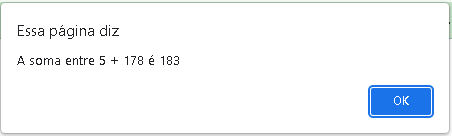 Essa página diz
A soma entre 5 + 178 é 183
OK